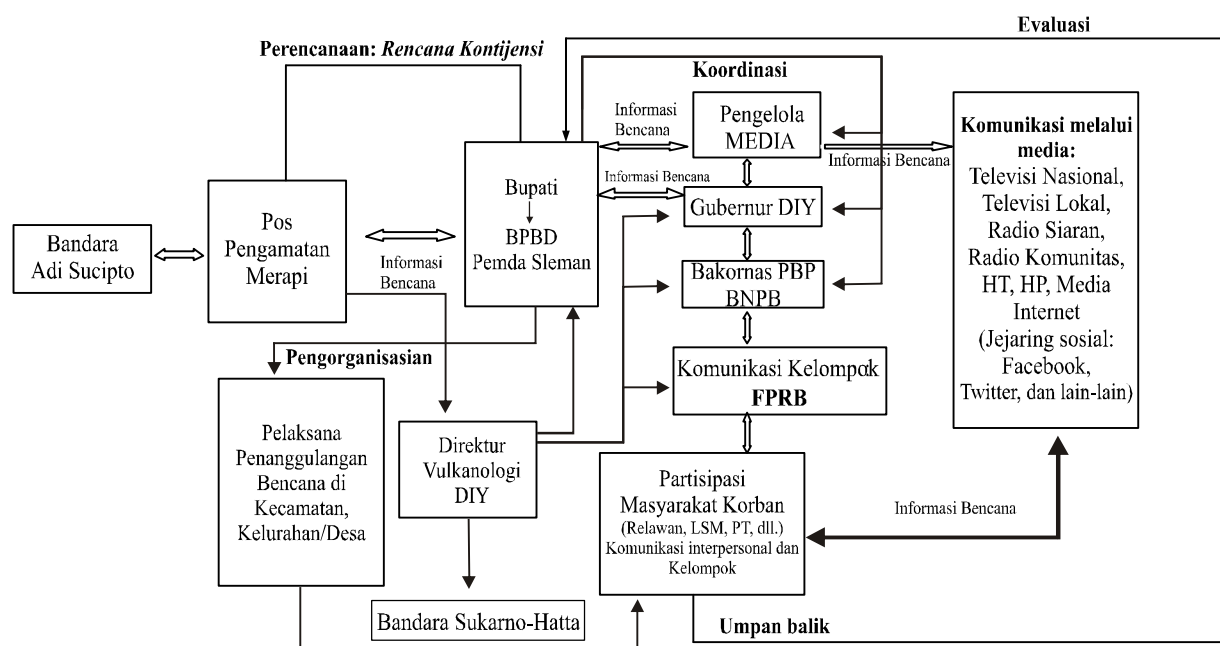 Evaluasi
Perencanaan: Rencana Kontijensi
Koordinasi
Informasi
Bencana
Pengelola
MEDIA
Informasi Bencana
Komunikasi melalui
media:
Televisi Nasional,
Televisi Lokal,
Radio Siaran,
Radio Komunitas,
HT, HP, Media
Internet
(Jejaring sosial:
Facebook,
Twitter, dan lain-lain)
Informasi Bencana
Bupati
BPBD
Pemda Sleman
Gubernur DIY
Pos
Pengamatan
Merapi
Bandara
Adi Sucipto
Informasi
Bencana
Bakornas PBP
BNPB
Pengorganisasian
Komunikasi Kelompok
FPRB
Pelaksana
Penanggulangan
Bencana di
Kecamatan,
Kelurahan/Desa
Direktur
Vulkanologi
DIY
Partisipasi
Masyarakat Korban
(Relawan, LSM, PT, dll.)
Komunikasi interpersonal dan
Kelompok
Informasi Bencana
Bandara Sukarno-Hatta
Umpan balik